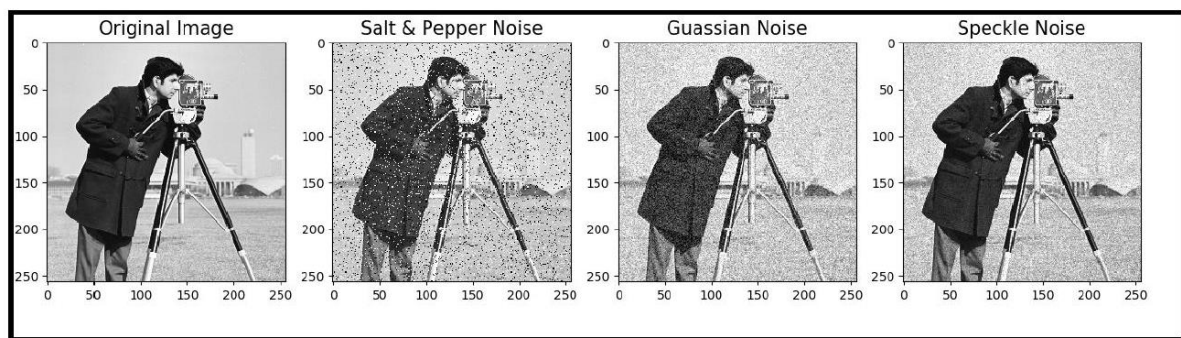 Original Image Salt & Pepper Noise Guassian Noise Speckle Noise
0 0 0 0
50 50 50 50
100 100 100 100
150 150 150 150
200 200 200 200
250 250 250 250
0 50 100 150 200 250 0 50 100 150 200 250 0 50 100 150 200 250 0 50 100 150 200 250